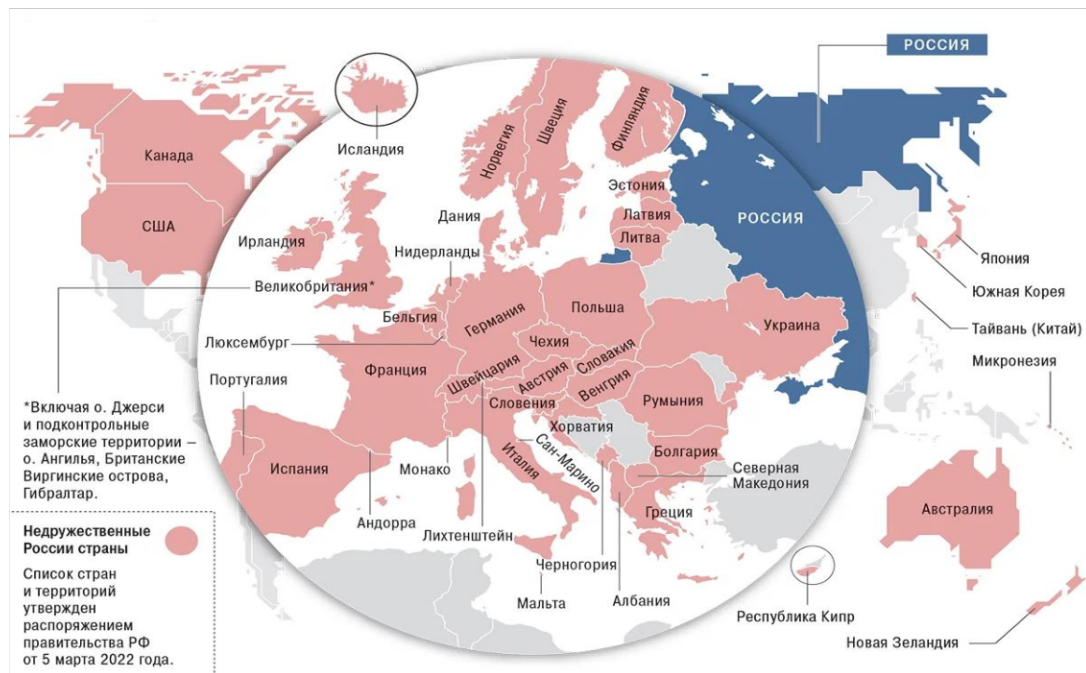 РОССИЯ
Исландия
Канада
США
Норвегия
Швеция
Финляндия
Эстония
Латвия
Литва
РОССИЯ
Дания
Нидерланды
Ирландия
Великобритания*
Бельгия
Люксембург
Германия
Польша
Чехия
Словакия
Украина
Япония
Южная Корея
Тайвань (Китай)
Микронезия
Португалия
Франция
Швейцария
Австрия
Венгрия
Словения
Румыния
Хорватия
*Включая о. Джерси
и подконтрольные
заморские территории –
о. Ангилья, Британские
Виргинские острова,
Гибралтар.
Испания
Монако
Италия
Сан-Марино
Болгария
Северная
Македония
Греция
Андорра
Лихтенштейн
Черногория
Мальта
Албания
Республика Кипр
Австралия
Новая Зеландия
Недружественные
России страны
Список стран
и территорий
утвержден
распоряжением
правительства РФ
от 5 марта 2022 года.